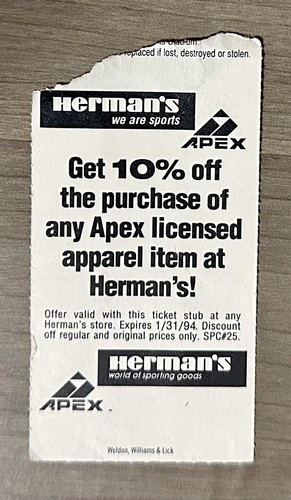 replaced if lost, destroyed or stolen.
Herman's
we are sports
APEX
Get 10% off
the purchase of
any Apex licensed
apparel item at
Herman's!
Offer valid with this ticket stub at any
Herman's store. Expires 1/31/94. Discount
off regular and original prices only. SPC#25.
Herman's
world of sporting goods
APEX
Weldon, Williams & Lick